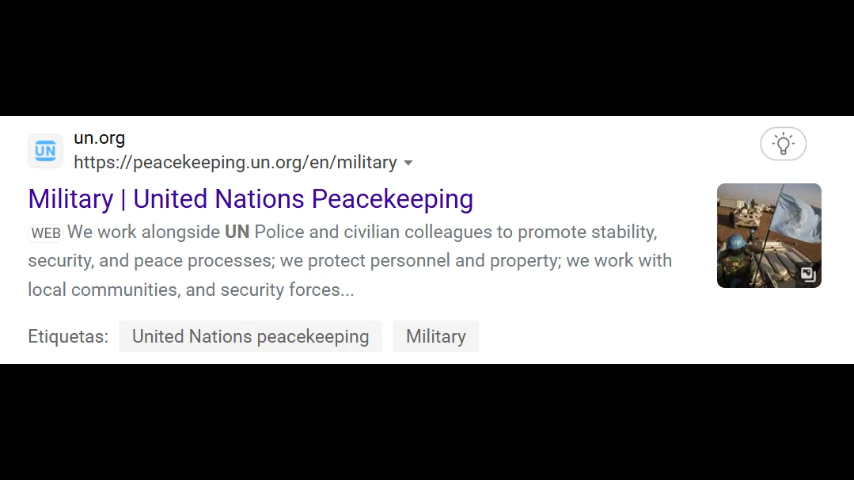 UN
un.org
https://peacekeeping.un.org/en/military
Military | United Nations Peacekeeping
WEB We work alongside UN Police and civilian colleagues to promote stability,
security, and peace processes; we protect personnel and property; we work with
local communities, and security forces...
Etiquetas: United Nations peacekeeping Military